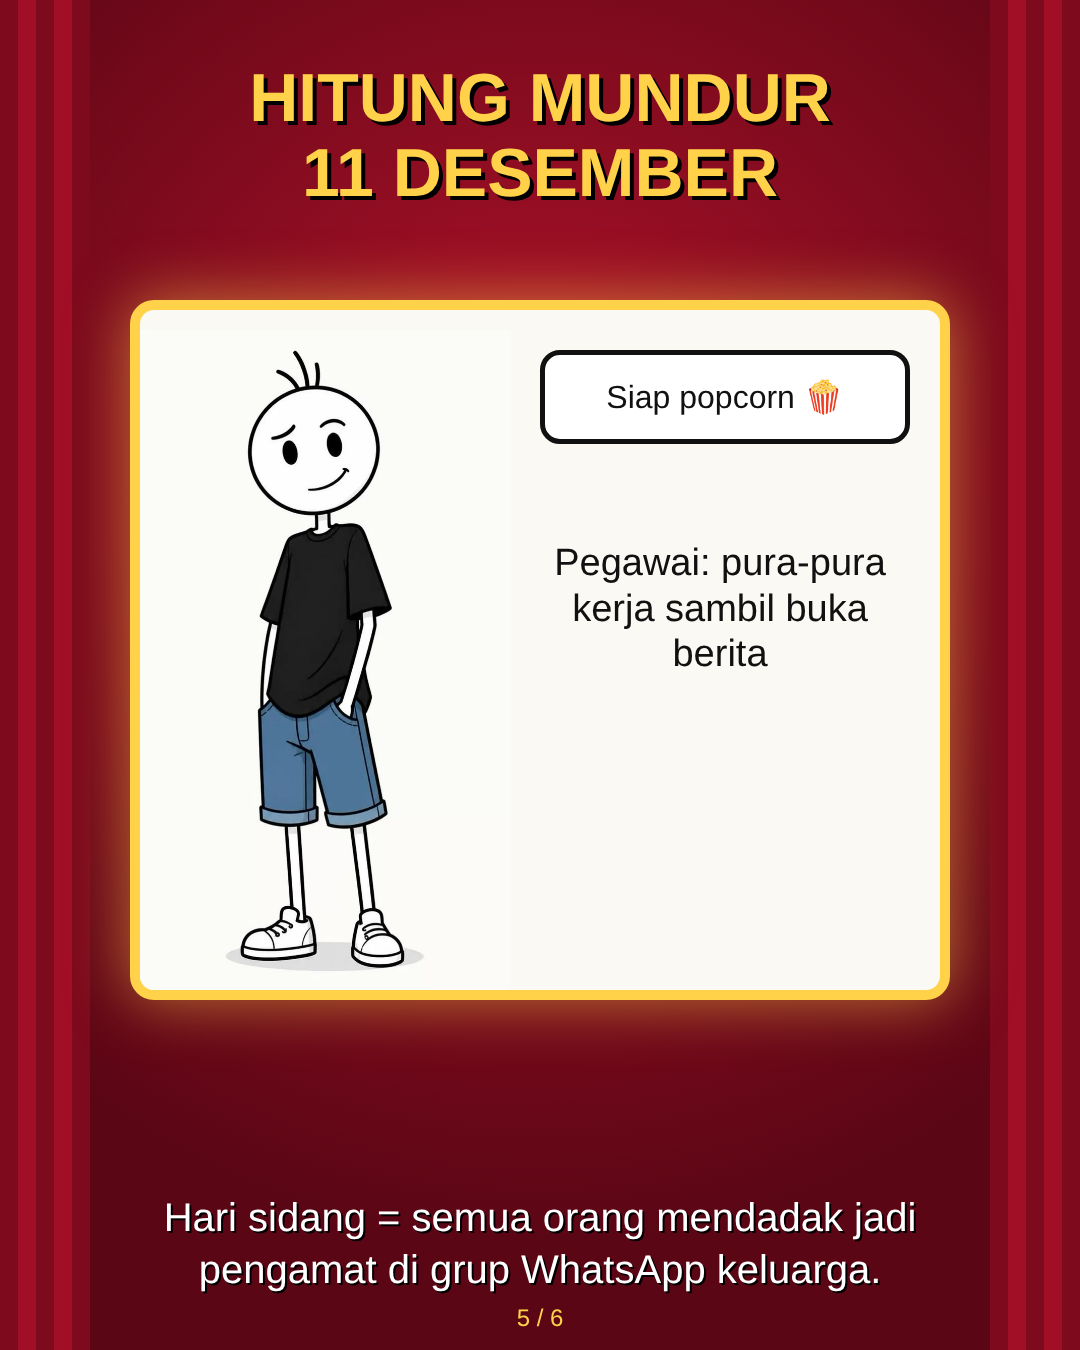 HITUNG MUNDUR
11 DESEMBER
Siap popcorn 🍿
Pegawai: pura-pura
kerja sambil buka
berita
Hari sidang = semua orang mendadak jadi
pengamat di grup WhatsApp keluarga.
5 / 6